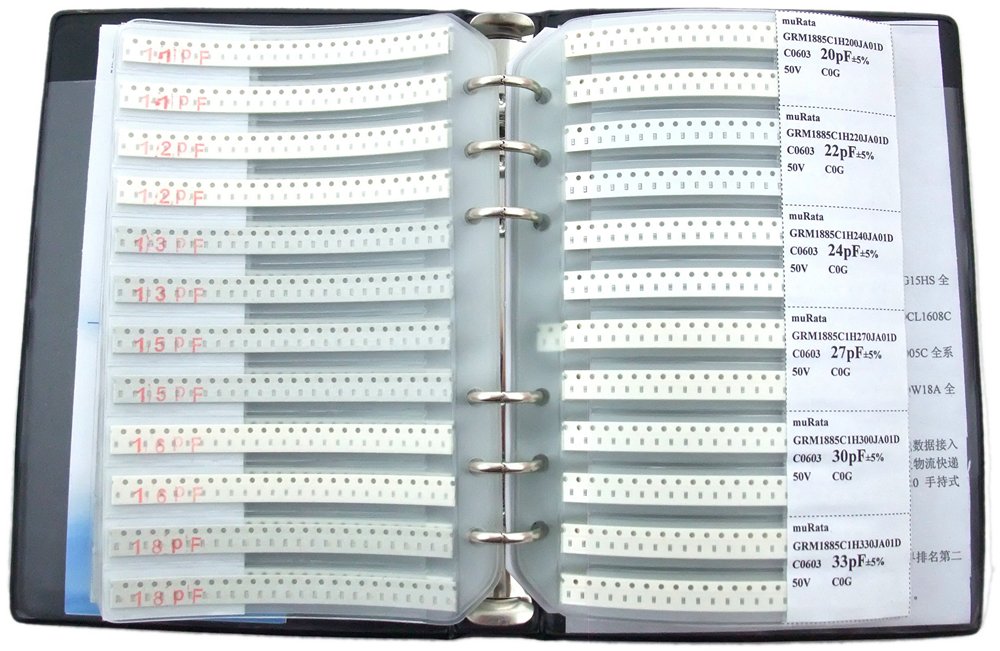 11pF
11pF
12pF
12pF
13pF
13pF
15pF
15pF
16pF
16pF
18pF
18pF
muRata
GRM1885C1H200JA01D
C0603 20pF±5%
50V C0G
muRata
GRM1885C1H220JA01D
C0603 22pF±5%
50V C0G
muRata
GRM1885C1H240JA01D
C0603 24pF±5%
50V C0G
muRata
GRM1885C1H270JA01D
C0603 27pF±5%
50V C0G
muRata
GRM1885C1H300JA01D
C0603 30pF±5%
50V C0G
muRata
GRM1885C1H330JA01D
C0603 33pF±5%
50V C0G
G15HS 全
CL1608C
05C 全系
W18A 全
数据接入
物流快递
.0 手持式
排名第二
。